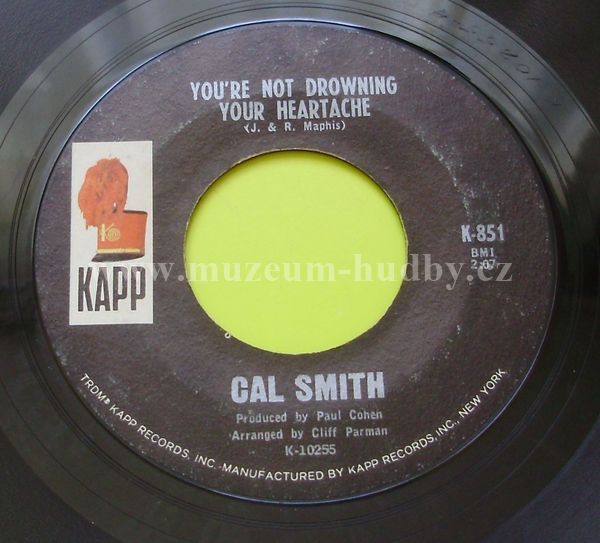 YOU'RE NOT DROWNING
YOUR HEARTACHE
(J. & R. Maphis)
K
KAPP
K-851
BMI
2:07
www.muzeum-hudby.cz
CAL SMITH
Produced by Paul Cohen
Arranged by Cliff Parman
K-10255
TRDMK KAPP RECORDS, INC.-MANUFACTURED BY KAPP RECORDS, INC., NEW YORK